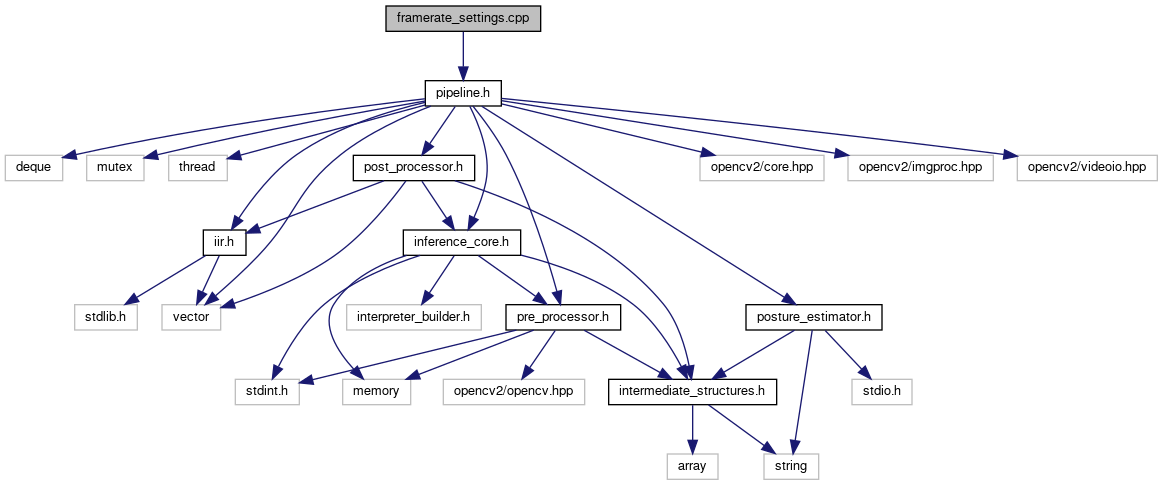 framerate_settings.cpp
pipeline.h
deque
mutex
thread
post_processor.h
opencv2/core.hpp
opencv2/imgproc.hpp
opencv2/videoio.hpp
iir.h
inference_core.h
stdlib.h
vector
interpreter_builder.h
pre_processor.h
posture_estimator.h
stdint.h
memory
opencv2/opencv.hpp
intermediate_structures.h
stdio.h
array
string